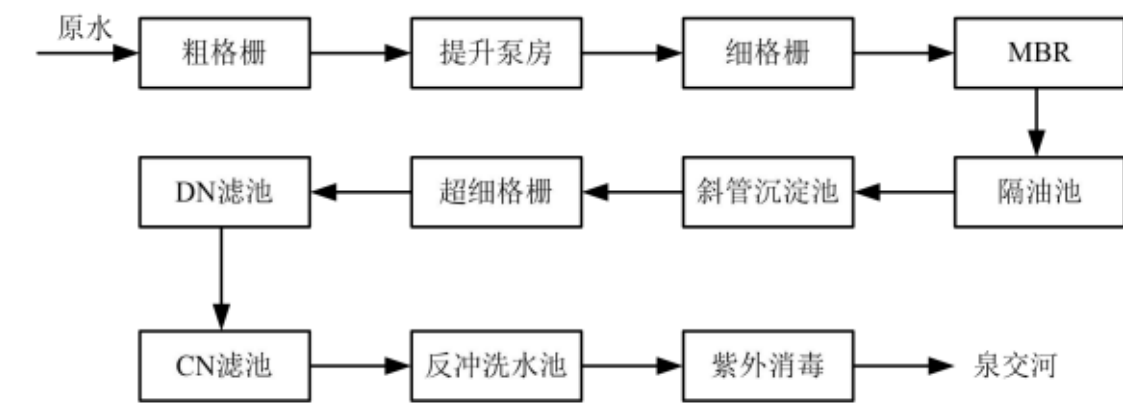 原水
粗格栅
提升泵房
细格栅
MBR
隔油池
斜管沉淀池
超细格栅
DN滤池
CN滤池
反冲洗水池
紫外消毒
泉交河